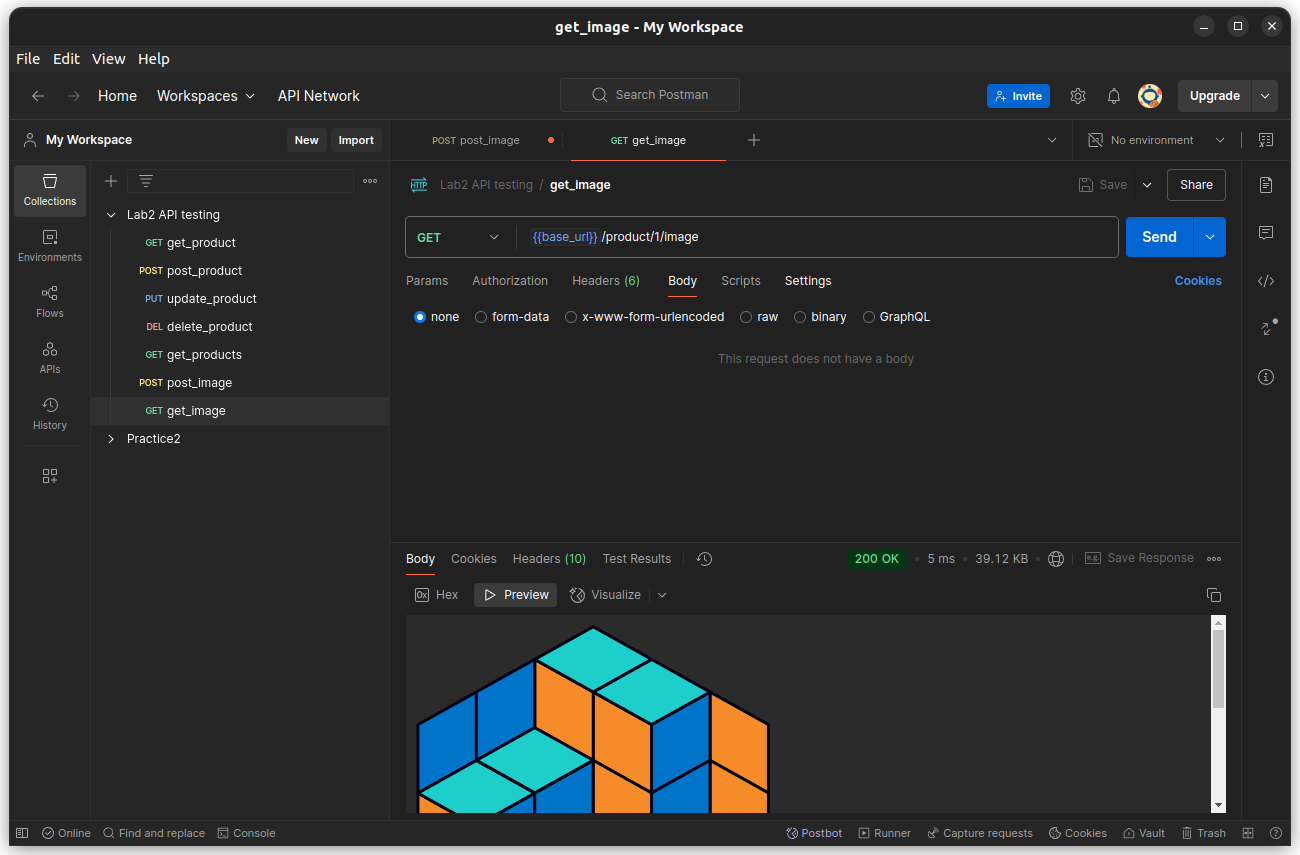 get_image - My Workspace
File Edit View Help
Home Workspaces API Network Search Postman Invite Upgrade
My Workspace New Import POST post_image GET get_image No environment
Collections
Environments
Flows
APIs
History
Lab2 API testing
GET get_product
POST post_product
PUT update_product
DEL delete_product
GET get_products
POST post_image
GET get_image
Practice2
HTTP Lab2 API testing / get_image Save Share
GET {{base_url}} /product/1/image Send
Params Authorization Headers (6) Body Scripts Settings Cookies
none form-data x-www-form-urlencoded raw binary GraphQL
This request does not have a body
Body Cookies Headers (10) Test Results 200 OK • 5 ms • 39.12 KB • e.g. Save Response
0x Hex Preview Visualize
Online Find and replace Console Postbot Runner Capture requests Cookies Vault Trash